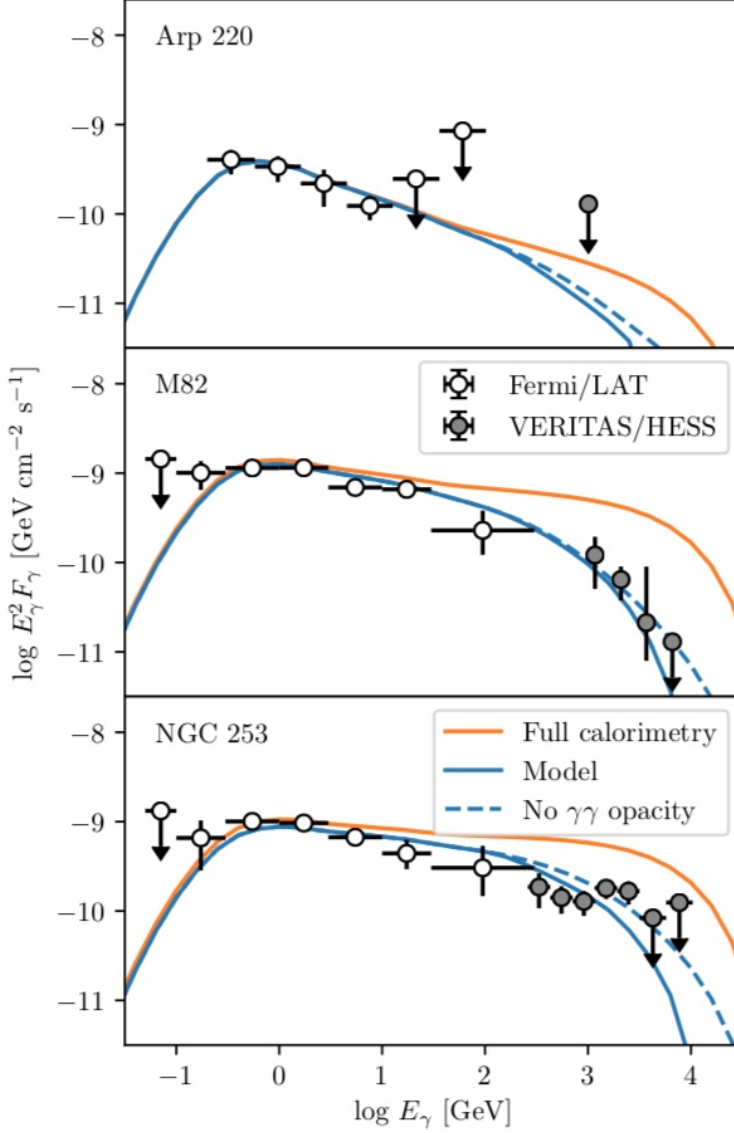 Arp 220
−8
−9
−10
−11
M82
Fermi/LAT
VERITAS/HESS
−8
−9
−10
−11
log E_γ^2 F_γ [GeV cm^−2 s^−1]
NGC 253
Full calorimetry
Model
No γγ opacity
−8
−9
−10
−11
−1 0 1 2 3 4
log E_γ [GeV]